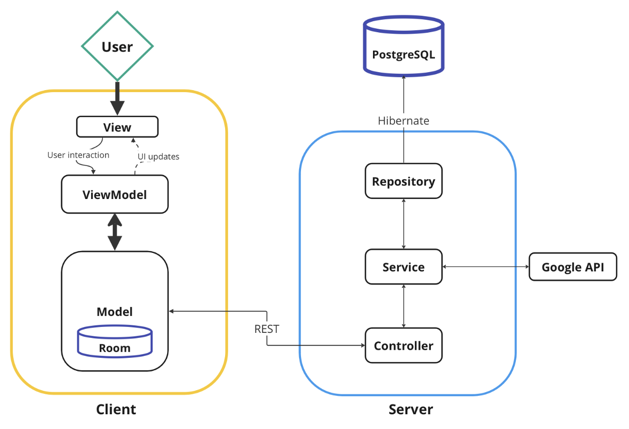 User
PostgreSQL
View
Hibernate
User interaction
UI updates
ViewModel
Repository
Service
Google API
Model
Room
REST
Controller
Client
Server